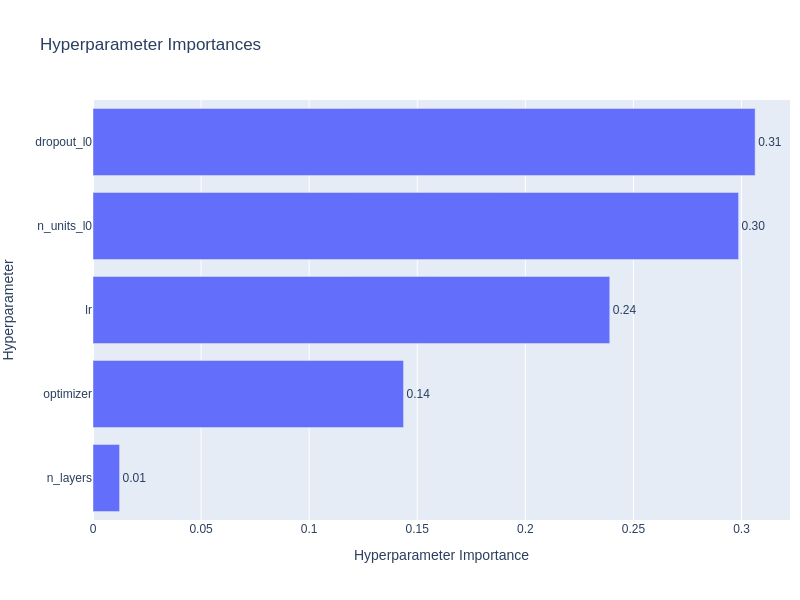 Hyperparameter Importances
dropout_l0
0.31
n_units_l0
0.30
lr
0.24
optimizer
0.14
n_layers
0.01
0
0.05
0.1
0.15
0.2
0.25
0.3
Hyperparameter Importance
Hyperparameter